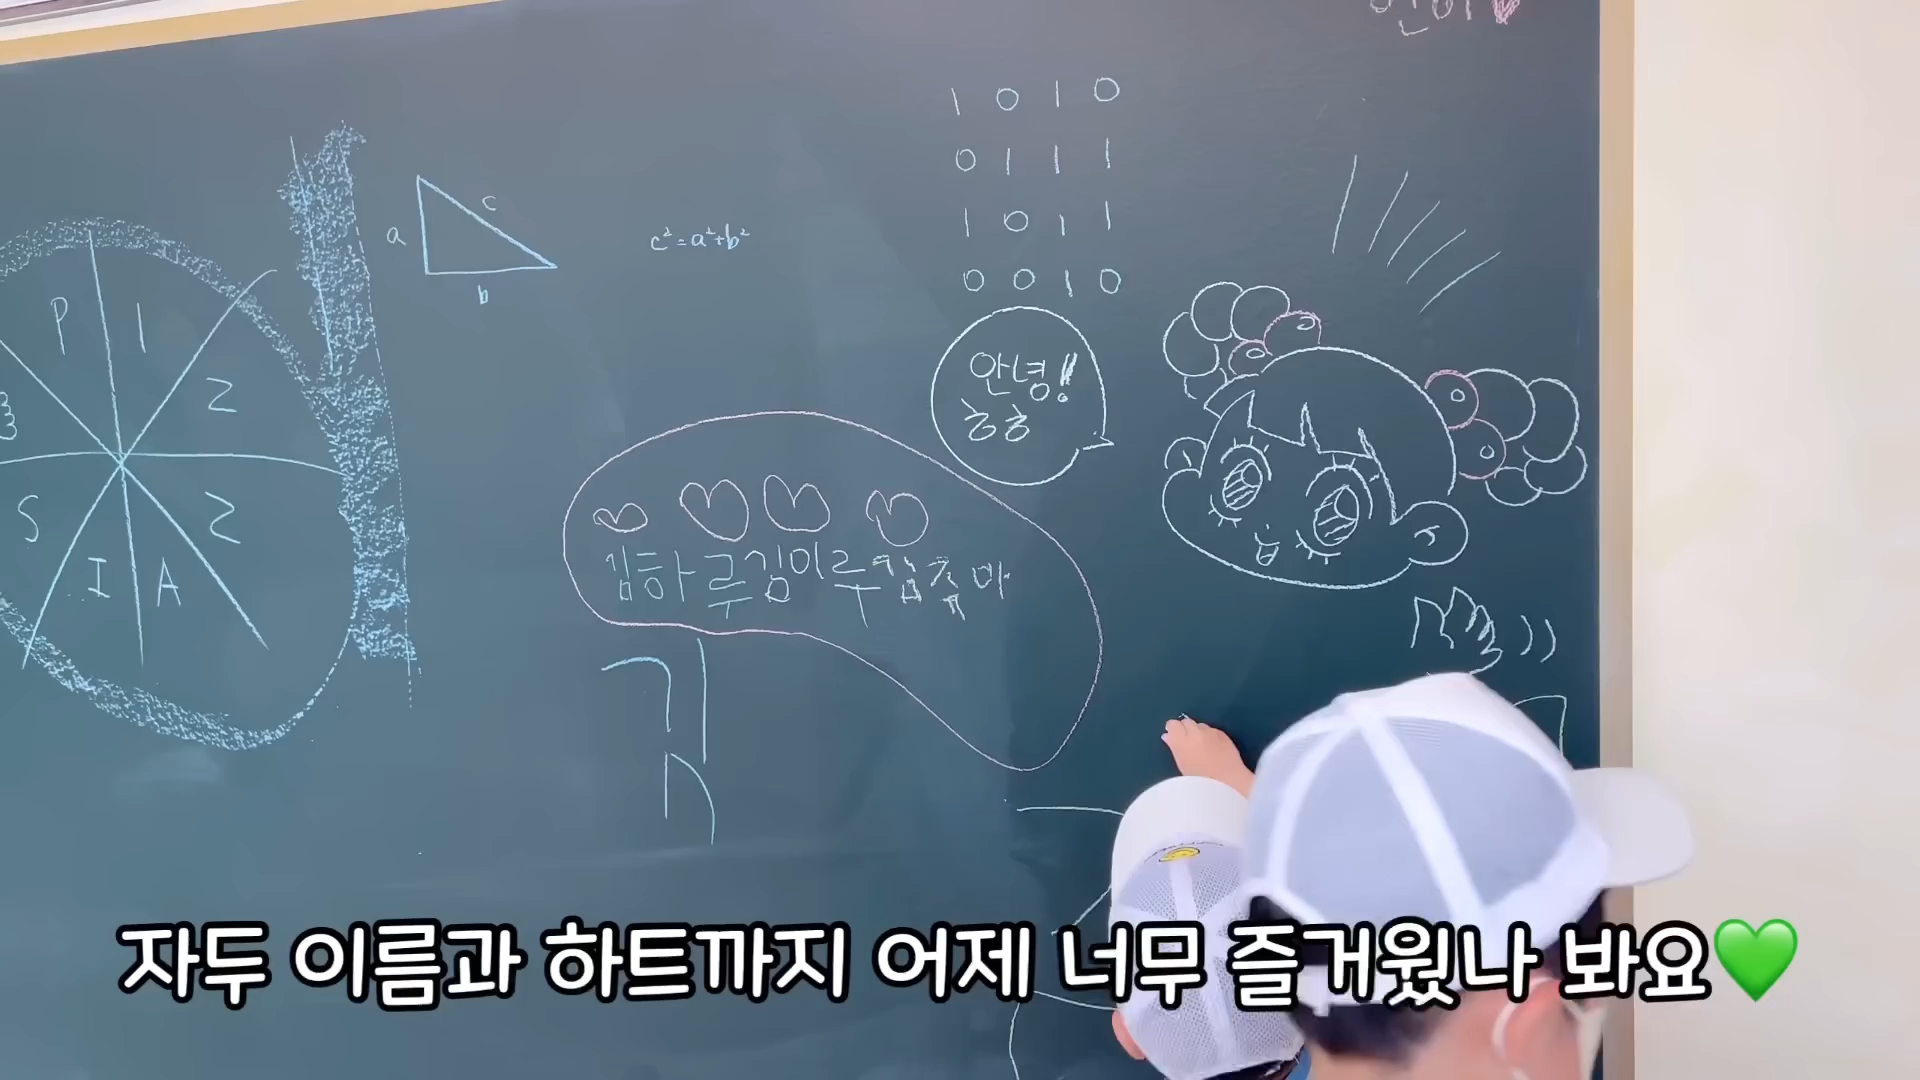 1 0 1 0
0 1 1 1
1 0 1 1
0 0 1 0
P 1 Z Z A I S
a
c
b
c²=a²+b²
안녕!
ㅎㅎ
김하루김이루
자두 이름과 하트까지 어제 너무 즐거웠나 봐요💚